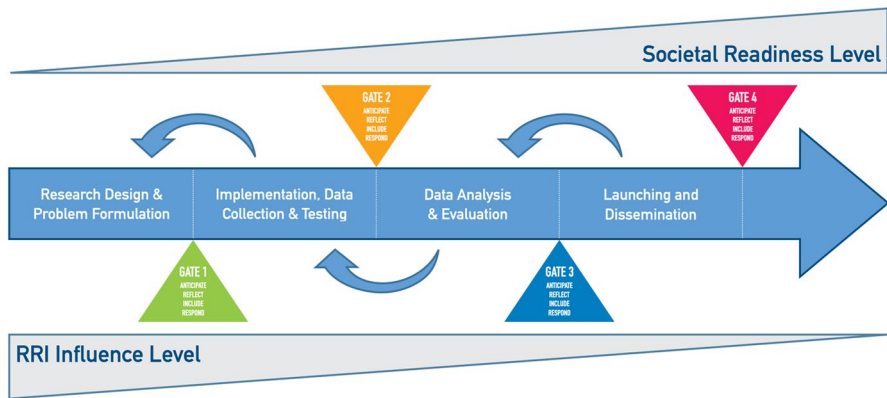 Societal Readiness Level
GATE 2
ANTICIPATE
REFLECT
INCLUDE
RESPOND
GATE 4
ANTICIPATE
REFLECT
INCLUDE
RESPOND
Research Design &
Problem Formulation
Implementation, Data
Collection & Testing
Data Analysis
& Evaluation
Launching and
Dissemination
GATE 1
ANTICIPATE
REFLECT
INCLUDE
RESPOND
GATE 3
ANTICIPATE
REFLECT
INCLUDE
RESPOND
RRI Influence Level